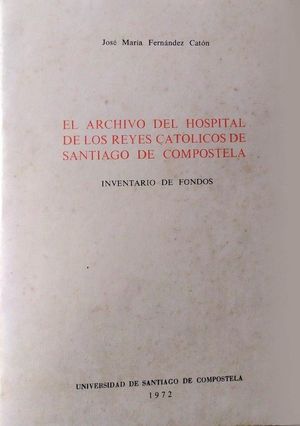 José María Fernández Catón
EL ARCHIVO DEL HOSPITAL
DE LOS REYES CATOLICOS DE
SANTIAGO DE COMPOSTELA
INVENTARIO DE FONDOS
UNIVERSIDAD DE SANTIAGO DE COMPOSTELA
1972